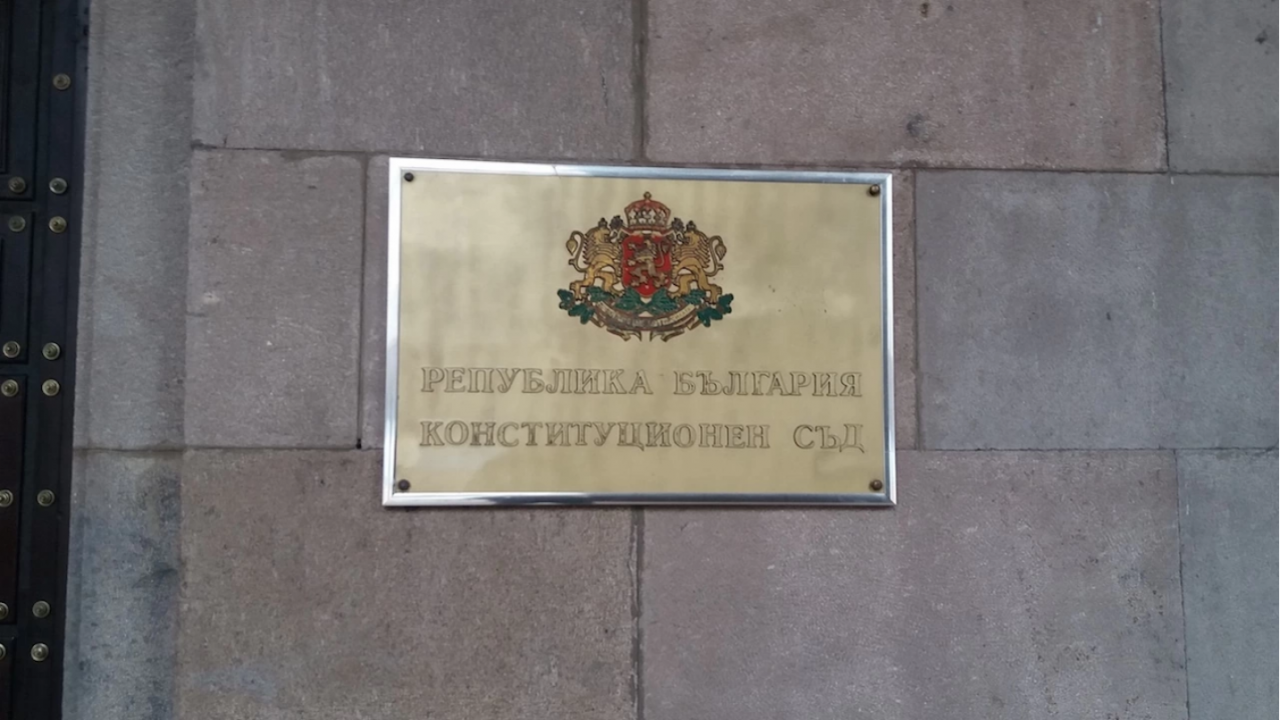 РЕПУБЛИКА БЪЛГАРИЯ
КОНСТИТУЦИОНЕН СЪД